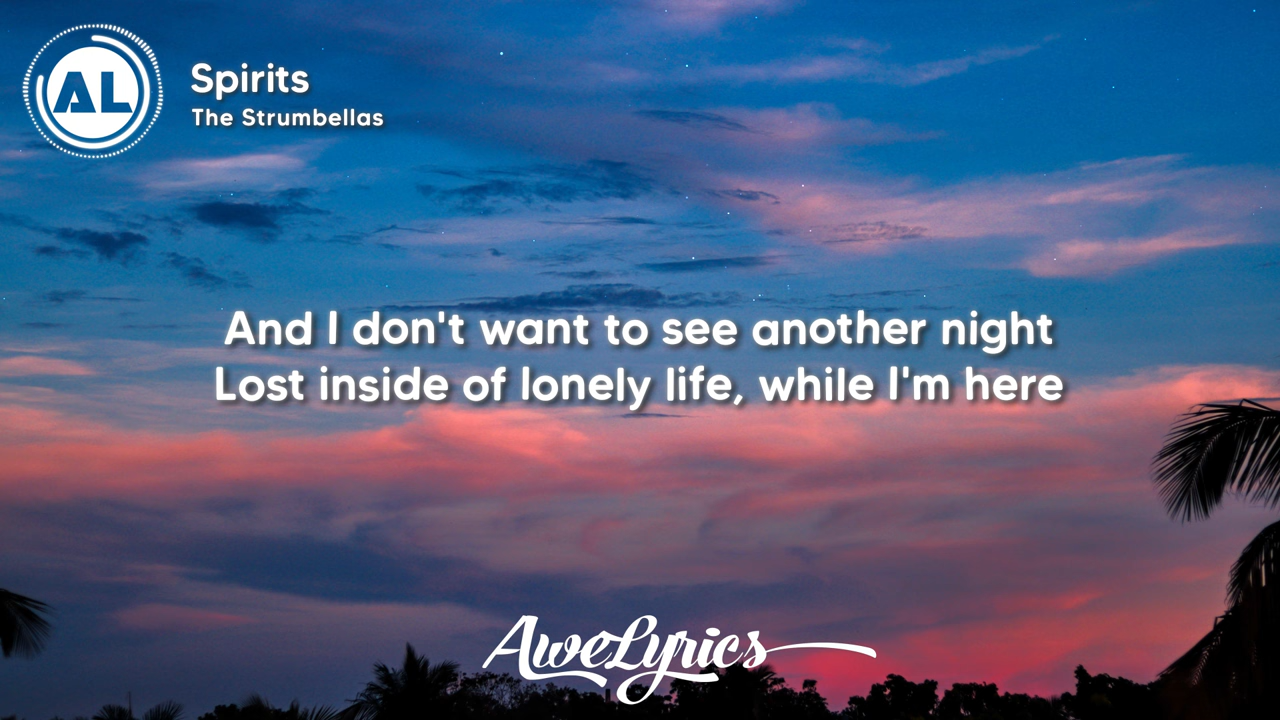 AL
Spirits
The Strumbellas
And I don't want to see another night
Lost inside of lonely life, while I'm here
AweLyrics